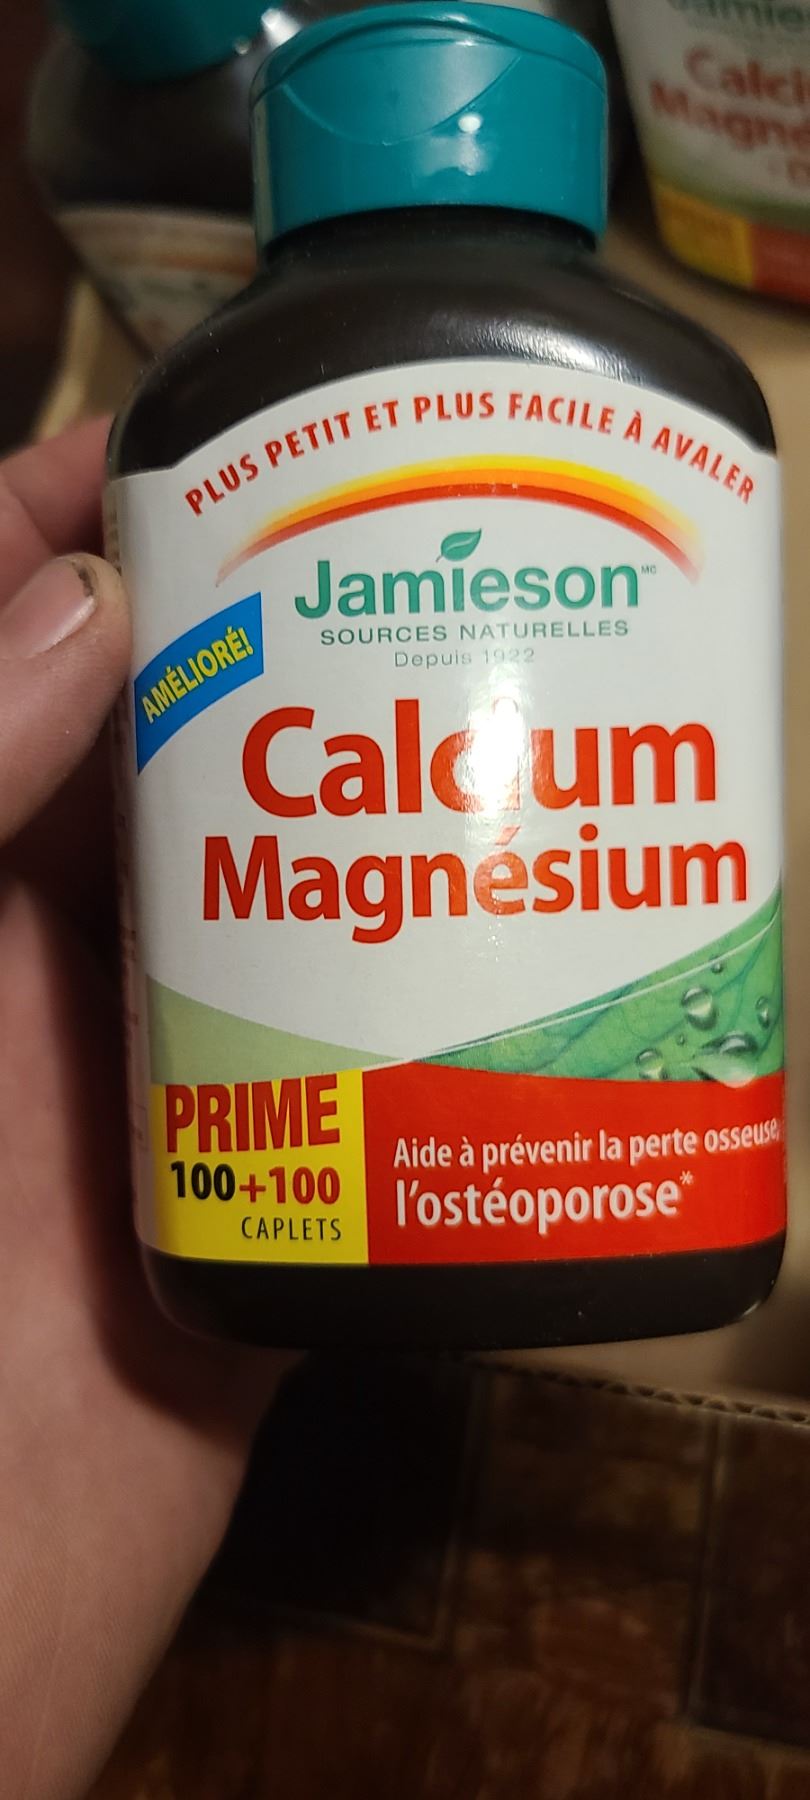 PLUS PETIT ET PLUS FACILE À AVALER
Jamieson MC
SOURCES NATURELLES
Depuis 1922
AMÉLIORÉ!
Calcium
Magnésium
PRIME
100+100
CAPLETS
Aide à prévenir la perte osseuse,
l'ostéoporose*